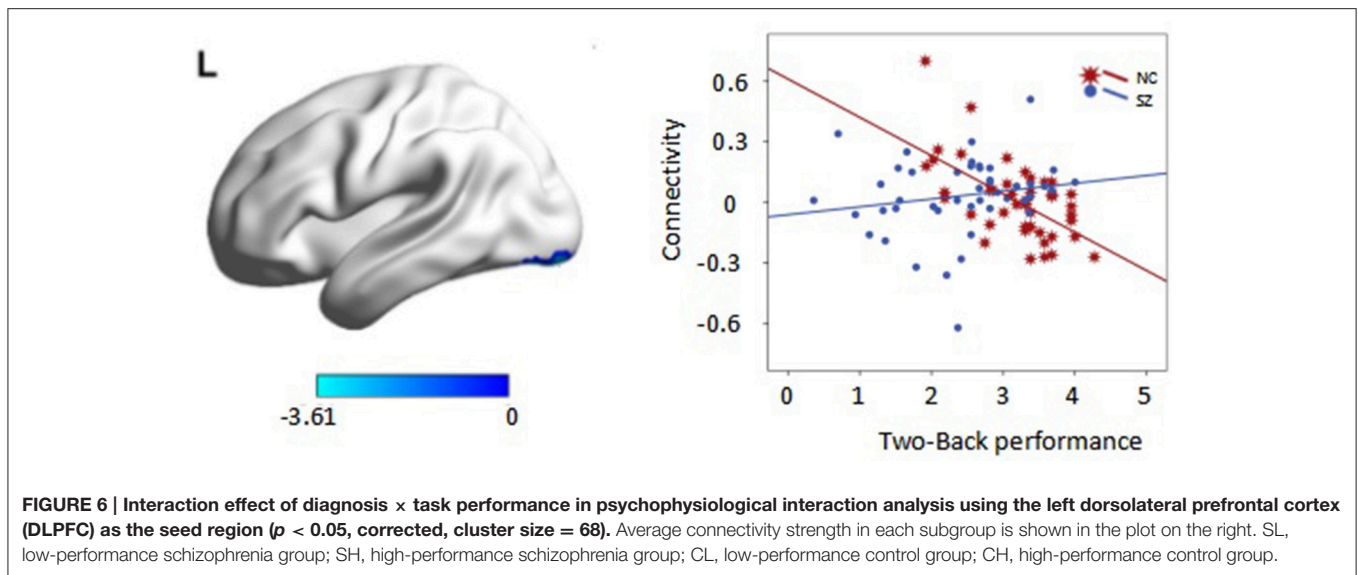 L
-3.61 0
Connectivity
0.6
0.3
0
-0.3
-0.6
NC
SZ
0 1 2 3 4 5
Two-Back performance
FIGURE 6 | Interaction effect of diagnosis × task performance in psychophysiological interaction analysis using the left dorsolateral prefrontal cortex
(DLPFC) as the seed region (p < 0.05, corrected, cluster size = 68). Average connectivity strength in each subgroup is shown in the plot on the right. SL,
low-performance schizophrenia group; SH, high-performance schizophrenia group; CL, low-performance control group; CH, high-performance control group.